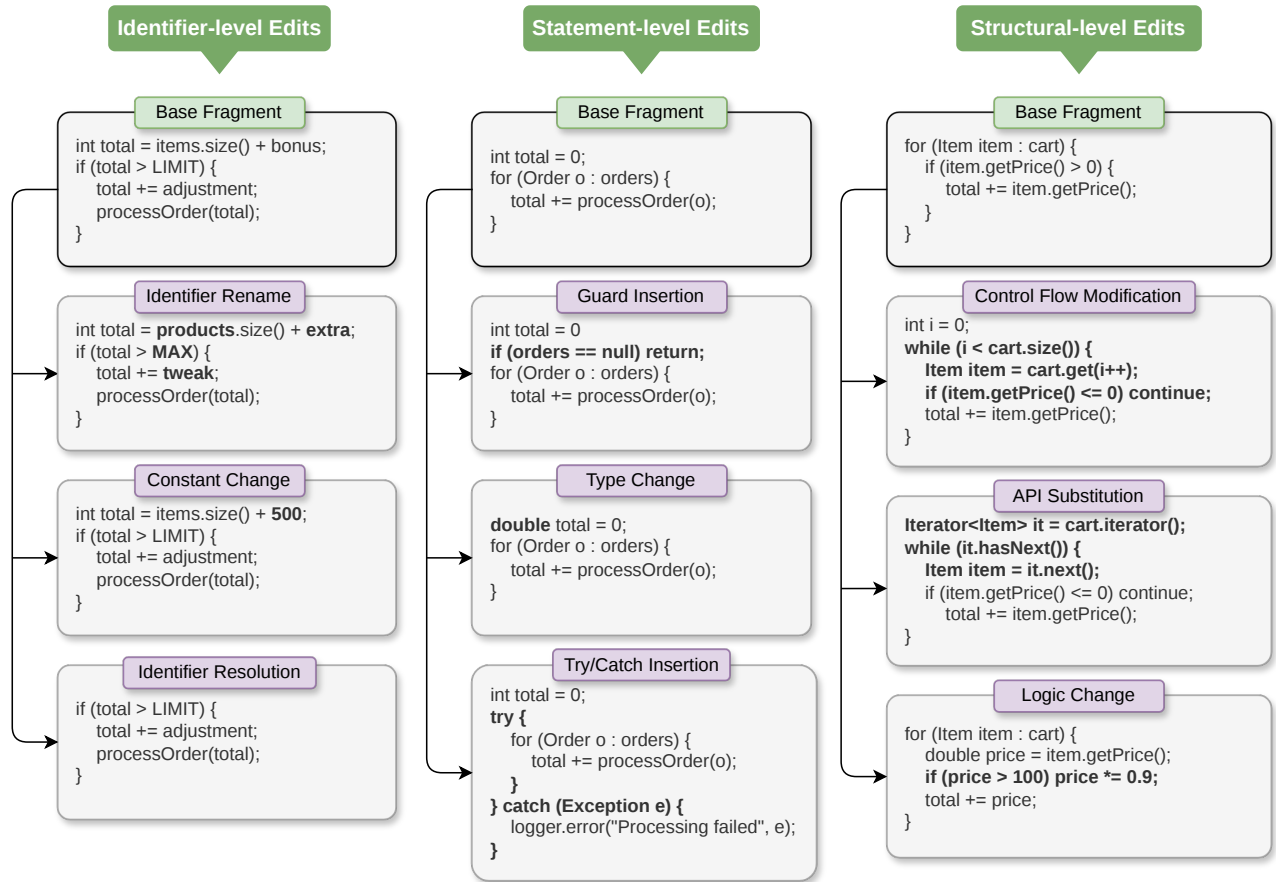 Identifier-level Edits
Base Fragment
int total = items.size() + bonus;
if (total > LIMIT) {
total += adjustment;
processOrder(total);
}
Identifier Rename
int total = products.size() + extra;
if (total > MAX) {
total += tweak;
processOrder(total);
}
Constant Change
int total = items.size() + 500;
if (total > LIMIT) {
total += adjustment;
processOrder(total);
}
Identifier Resolution
if (total > LIMIT) {
total += adjustment;
processOrder(total);
}
Statement-level Edits
Base Fragment
int total = 0;
for (Order o : orders) {
total += processOrder(o);
}
Guard Insertion
int total = 0
if (orders == null) return;
for (Order o : orders) {
total += processOrder(o);
}
Type Change
double total = 0;
for (Order o : orders) {
total += processOrder(o);
}
Try/Catch Insertion
int total = 0;
try {
for (Order o : orders) {
total += processOrder(o);
}
} catch (Exception e) {
logger.error("Processing failed", e);
}
Structural-level Edits
Base Fragment
for (Item item : cart) {
if (item.getPrice() > 0) {
total += item.getPrice();
}
}
Control Flow Modification
int i = 0;
while (i < cart.size()) {
Item item = cart.get(i++);
if (item.getPrice() <= 0) continue;
total += item.getPrice();
}
API Substitution
Iterator<Item> it = cart.iterator();
while (it.hasNext()) {
Item item = it.next();
if (item.getPrice() <= 0) continue;
total += item.getPrice();
}
Logic Change
for (Item item : cart) {
double price = item.getPrice();
if (price > 100) price *= 0.9;
total += price;
}